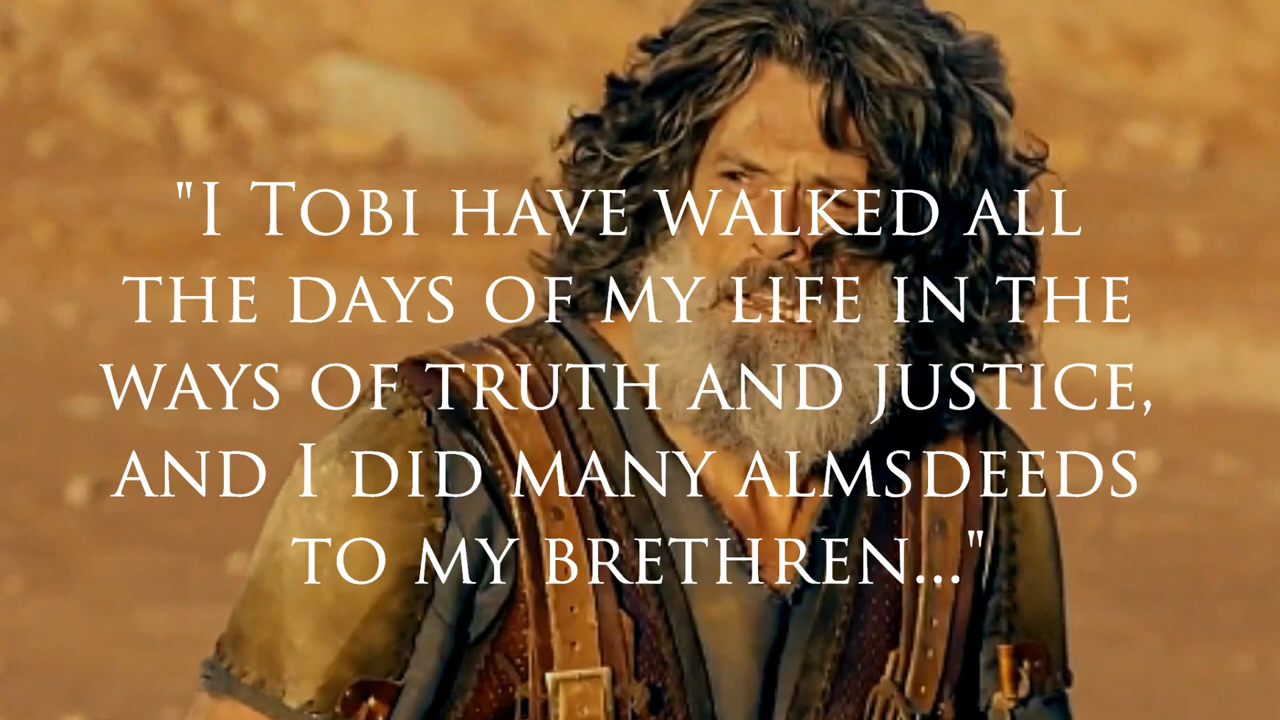 "I Tobi have walked all
the days of my life in the
ways of truth and justice,
and I did many almsdeeds
to my brethren..."